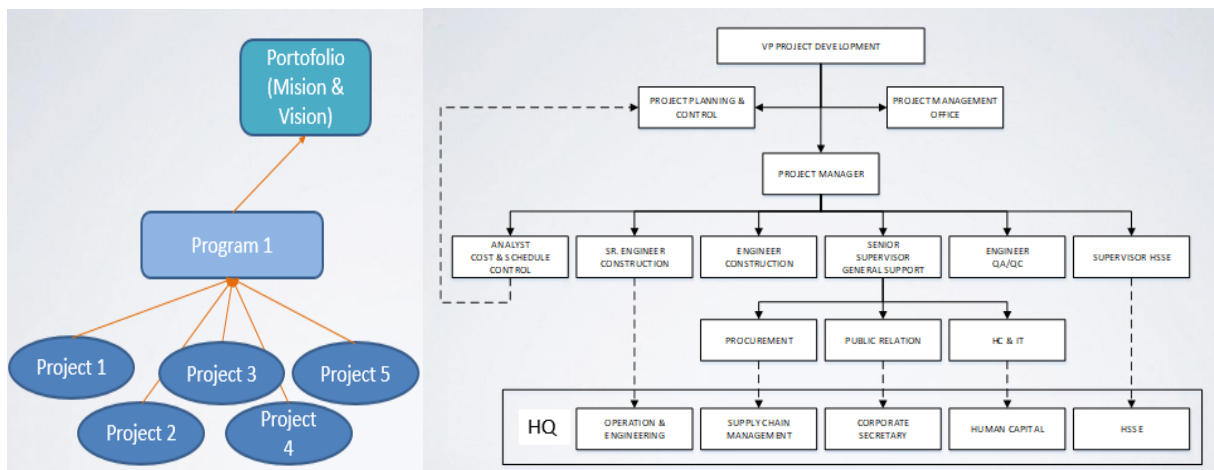 Portofolio
(Mision &
Vision)
Program 1
Project 1
Project 3
Project 5
Project 2
Project
4
VP PROJECT DEVELOPMENT
PROJECT PLANNING &
CONTROL
PROJECT MANAGEMENT
OFFICE
PROJECT MANAGER
ANALYST
COST & SCHEDULE
CONTROL
SR. ENGINEER
CONSTRUCTION
ENGINEER
CONSTRUCTION
SENIOR
SUPERVISOR
GENERAL SUPPORT
ENGINEER
QA/QC
SUPERVISOR HSSE
PROCUREMENT
PUBLIC RELATION
HC & IT
HQ
OPERATION &
ENGINEERING
SUPPLY CHAIN
MANAGEMENT
CORPORATE
SECRETARY
HUMAN CAPITAL
HSSE